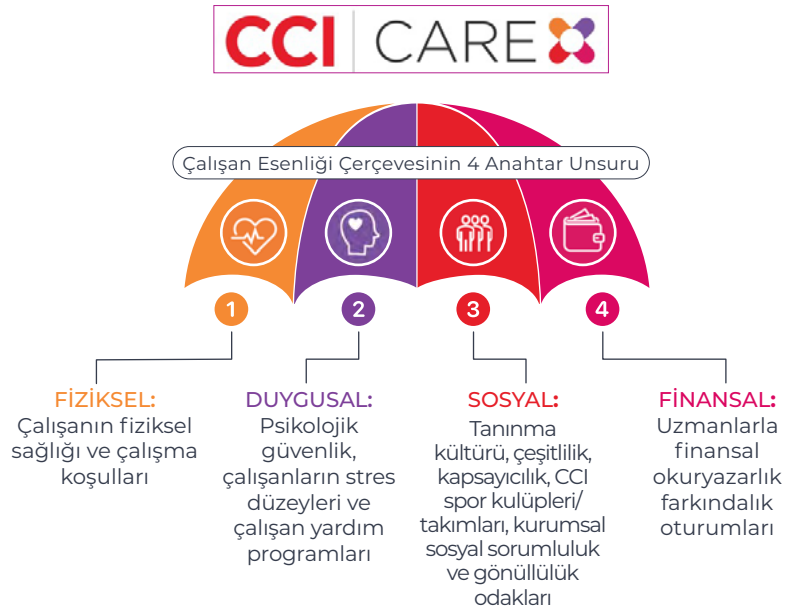 CCI CARE
Çalışan Esenliği Çerçevesinin 4 Anahtar Unsuru
1
2
3
4
FİZİKSEL:
Çalışanın fiziksel
sağlığı ve çalışma
koşulları
DUYGUSAL:
Psikolojik
güvenlik,
çalışanların stres
düzeyleri ve
çalışan yardım
programları
SOSYAL:
Tanınma
kültürü, çeşitlilik,
kapsayıcılık, CCI
spor kulüpleri/
takımları, kurumsal
sosyal sorumluluk
ve gönüllülük
odakları
FİNANSAL:
Uzmanlarla
finansal
okuryazarlık
farkındalık
oturumları